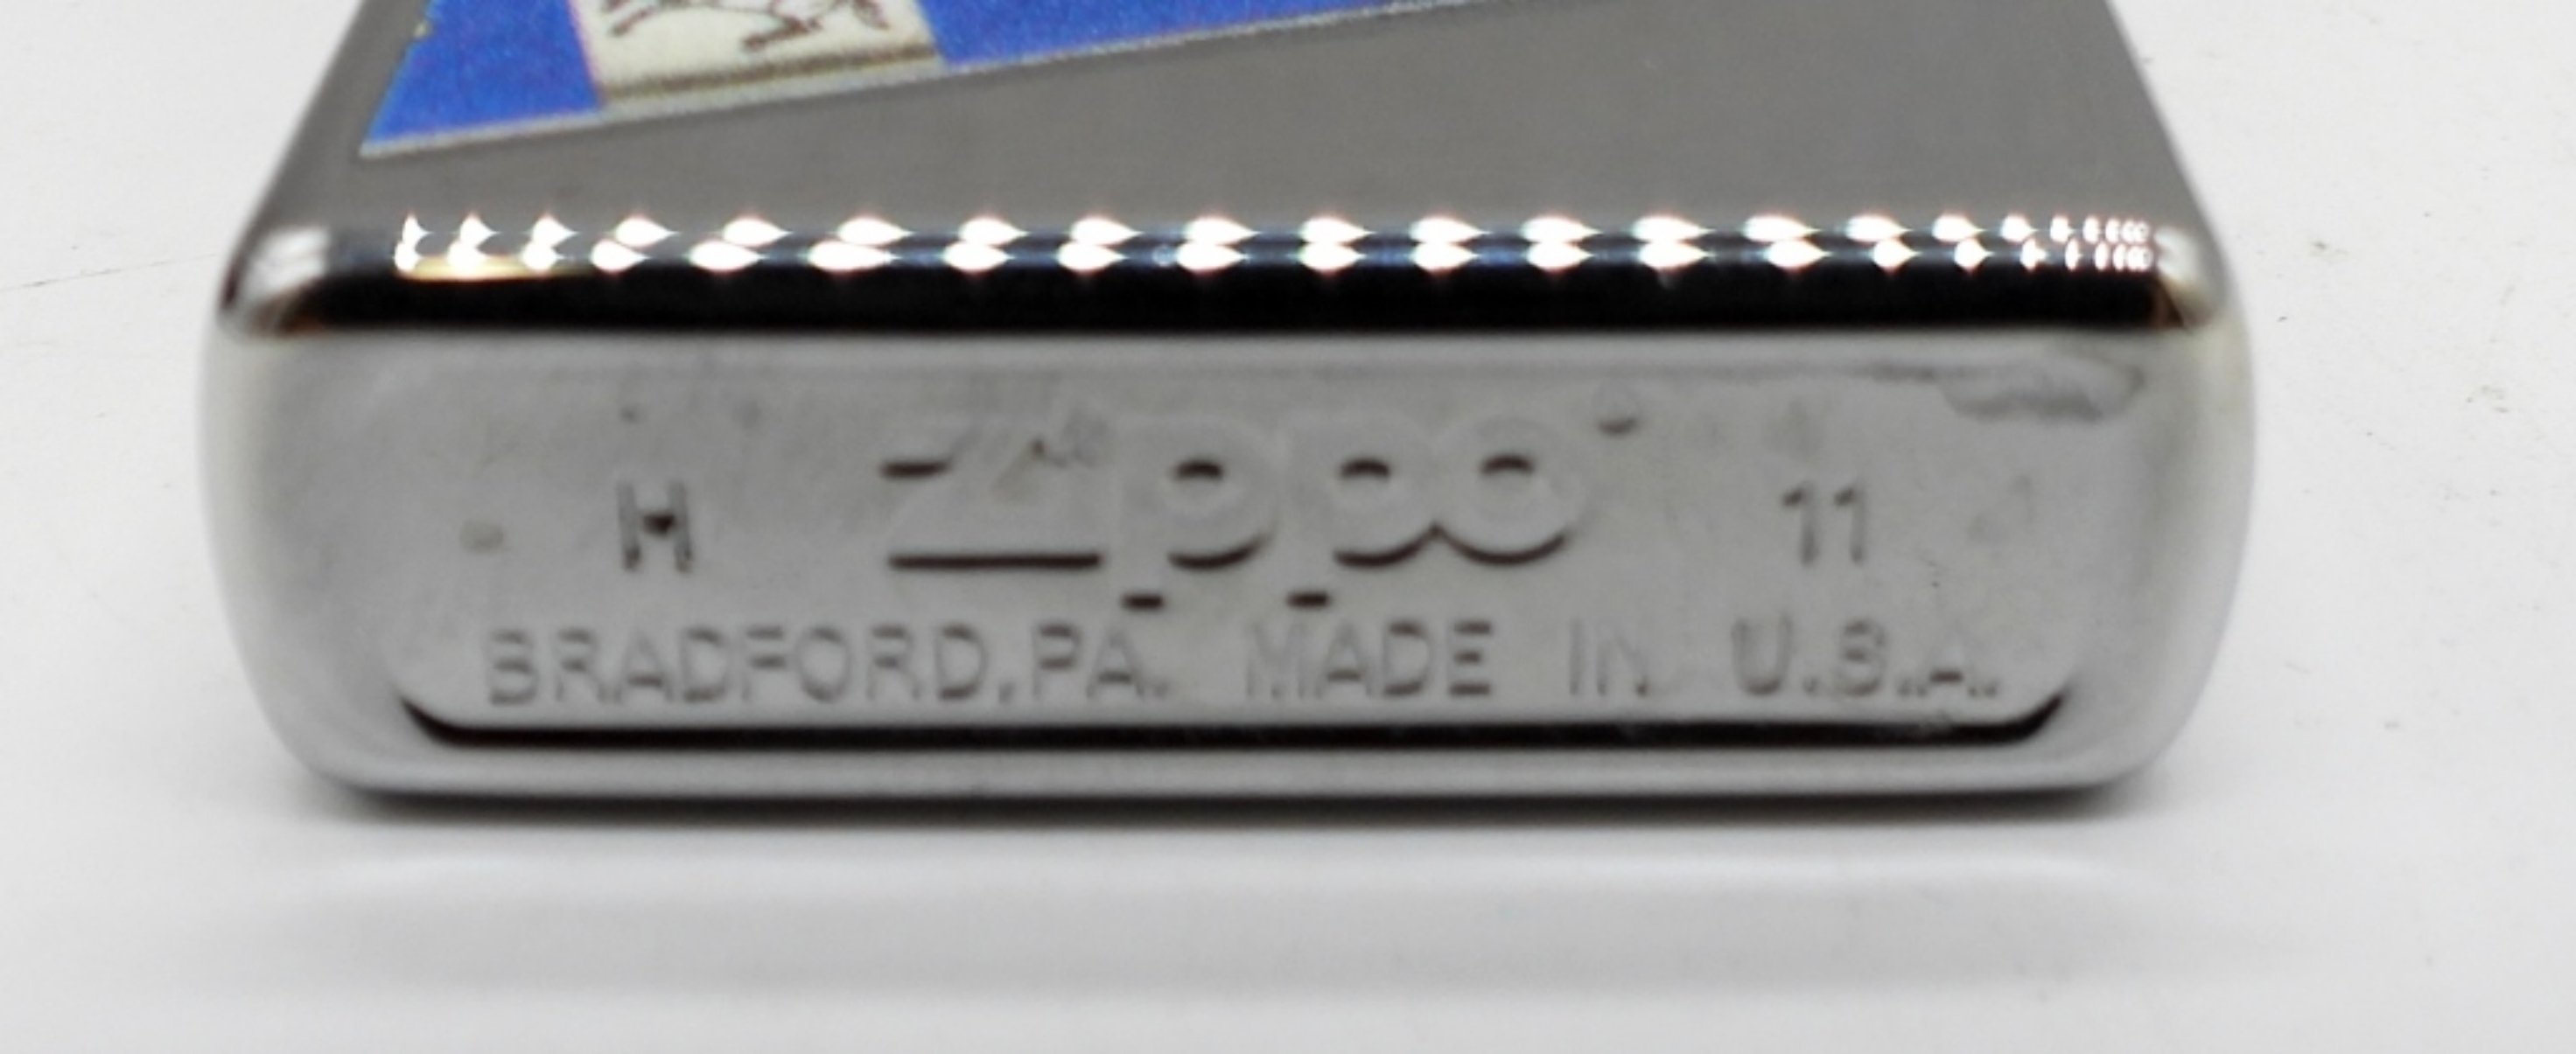 H Zippo 11
BRADFORD, PA. MADE IN U.S.A.